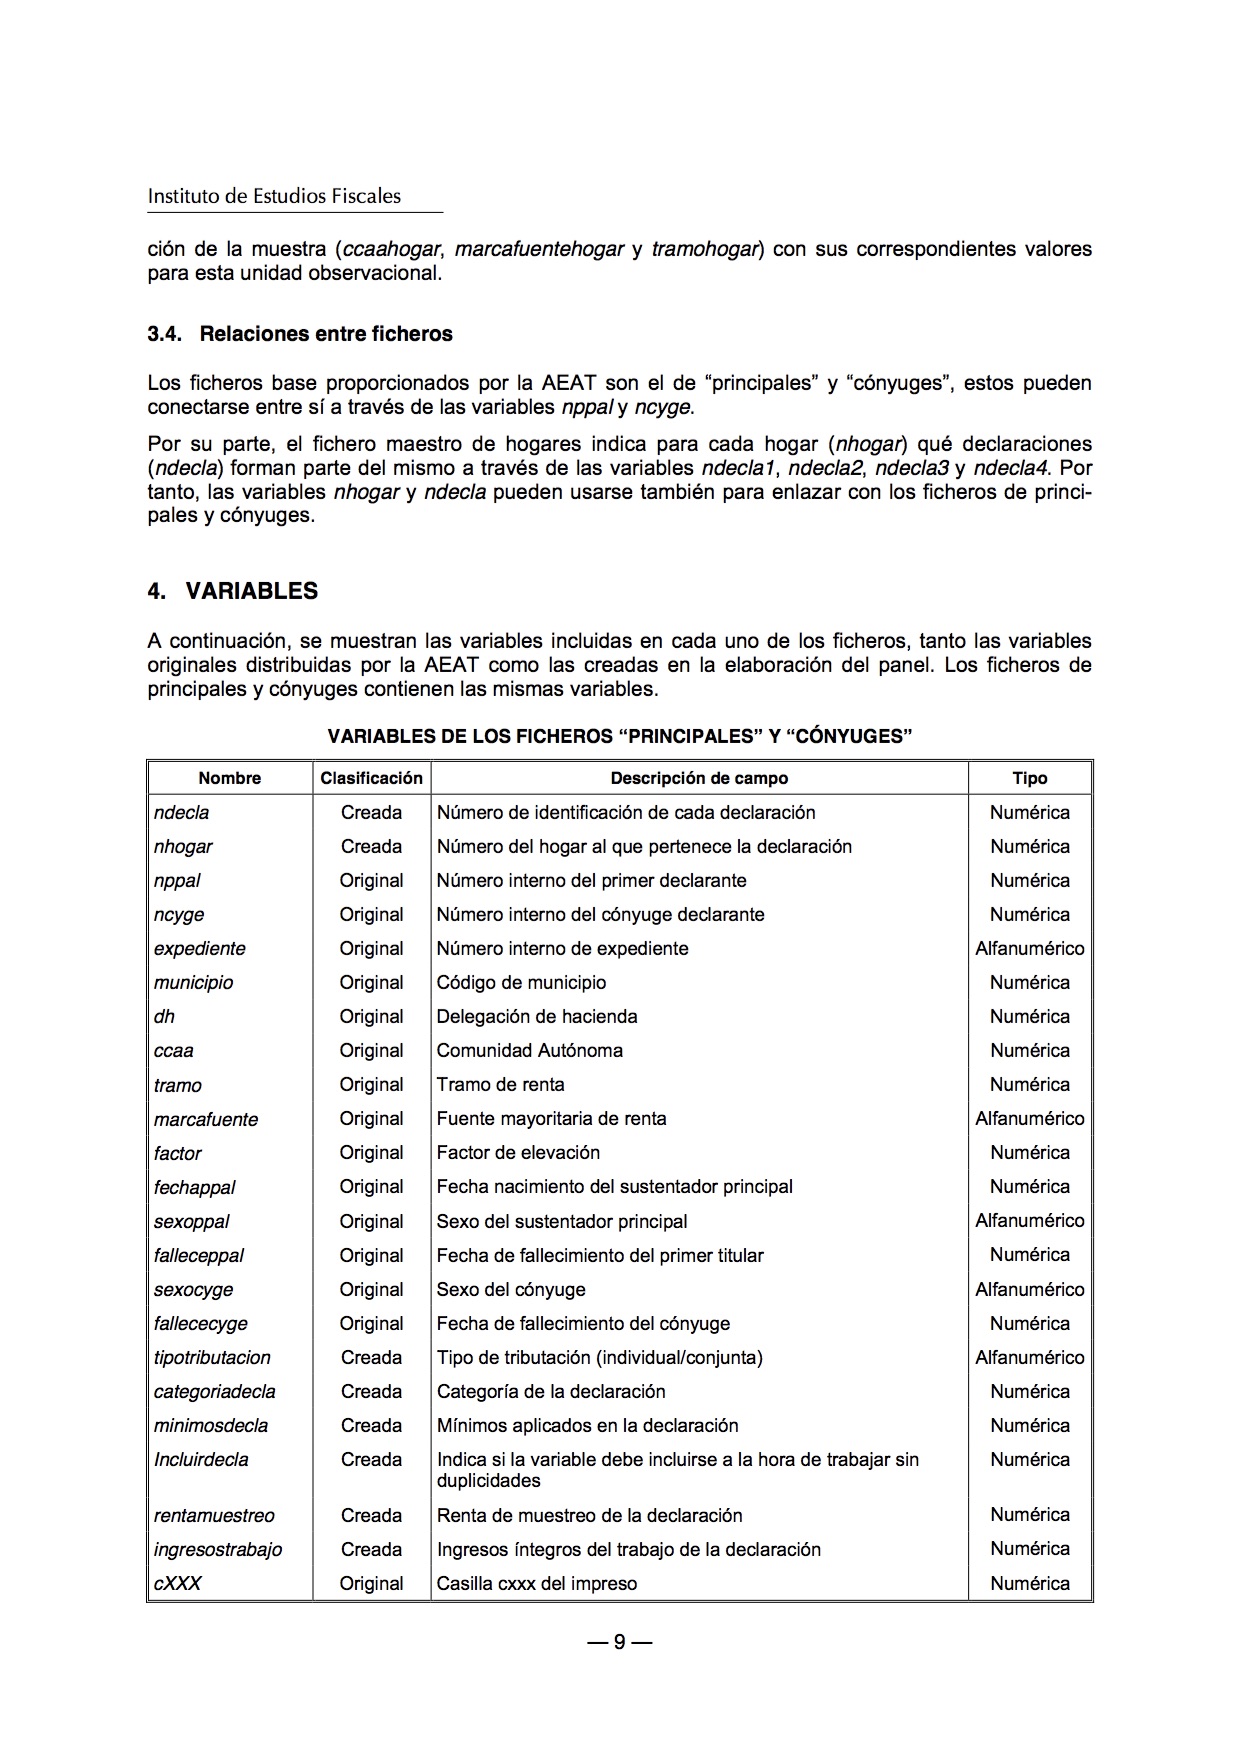 Instituto de Estudios Fiscales
ción de la muestra (ccaahogar, marcafuentehogar y tramohogar) con sus correspondientes valores
para esta unidad observacional.
3.4. Relaciones entre ficheros
Los ficheros base proporcionados por la AEAT son el de “principales” y “cónyuges”, estos pueden
conectarse entre sí a través de las variables nppal y ncyge.
Por su parte, el fichero maestro de hogares indica para cada hogar (nhogar) qué declaraciones
(ndecla) forman parte del mismo a través de las variables ndecla1, ndecla2, ndecla3 y ndecla4. Por
tanto, las variables nhogar y ndecla pueden usarse también para enlazar con los ficheros de princi-
pales y cónyuges.
4. VARIABLES
A continuación, se muestran las variables incluidas en cada uno de los ficheros, tanto las variables
originales distribuidas por la AEAT como las creadas en la elaboración del panel. Los ficheros de
principales y cónyuges contienen las mismas variables.
VARIABLES DE LOS FICHEROS “PRINCIPALES” Y “CÓNYUGES”
Nombre Clasificación Descripción de campo Tipo
ndecla Creada Número de identificación de cada declaración Numérica
nhogar Creada Número del hogar al que pertenece la declaración Numérica
nppal Original Número interno del primer declarante Numérica
ncyge Original Número interno del cónyuge declarante Numérica
expediente Original Número interno de expediente Alfanumérico
municipio Original Código de municipio Numérica
dh Original Delegación de hacienda Numérica
ccaa Original Comunidad Autónoma Numérica
tramo Original Tramo de renta Numérica
marcafuente Original Fuente mayoritaria de renta Alfanumérico
factor Original Factor de elevación Numérica
fechappal Original Fecha nacimiento del sustentador principal Numérica
sexoppal Original Sexo del sustentador principal Alfanumérico
falleceppal Original Fecha de fallecimiento del primer titular Numérica
sexocyge Original Sexo del cónyuge Alfanumérico
fallececyge Original Fecha de fallecimiento del cónyuge Numérica
tipotributacion Creada Tipo de tributación (individual/conjunta) Alfanumérico
categoriadecla Creada Categoría de la declaración Numérica
minimosdecla Creada Mínimos aplicados en la declaración Numérica
Incluirdecla Creada Indica si la variable debe incluirse a la hora de trabajar sin Numérica
duplicidades
rentamuestreo Creada Renta de muestreo de la declaración Numérica
ingresostrabajo Creada Ingresos íntegros del trabajo de la declaración Numérica
cXXX Original Casilla cxxx del impreso Numérica
— 9 —